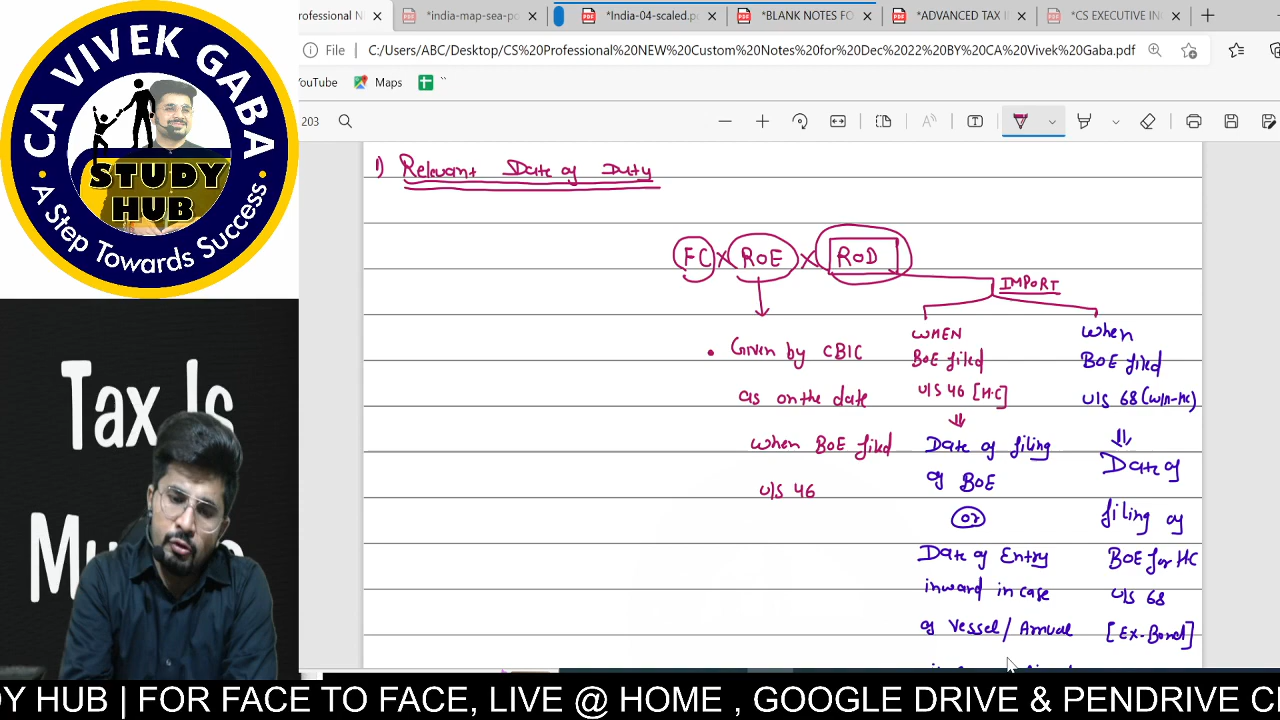 CA VIVEK GABA
STUDY
HUB
A Step Towards Success
Tax Is
rofessional N
*india-map-sea-po
*India-04-scaled.p
*BLANK NOTES FO
*ADVANCED TAX
*CS EXECUTIVE IN
File
C:/Users/ABC/Desktop/CS%20Professional%20NEW%20Custom%20Notes%20for%20Dec%2022%20BY%20CA%20Vivek%20Gaba.pdf
ouTube
Maps
203
1) Relevant Date of Duty
FC x RoE x RoD
IMPORT
Given by CBIC
as on the date
when BoE filed
U/S 46
WHEN
BoE filed
U/S 46 [H.C]
Date of filing
of BoE
or
Date of Entry
inward in case
of Vessel/ Arrival
When
BoE filed
U/S 68
Date of
filing of
BoE for HC
U/S 68
[Ex-Bond]
DY HUB | FOR FACE TO FACE, LIVE @ HOME , GOOGLE DRIVE & PENDRIVE C